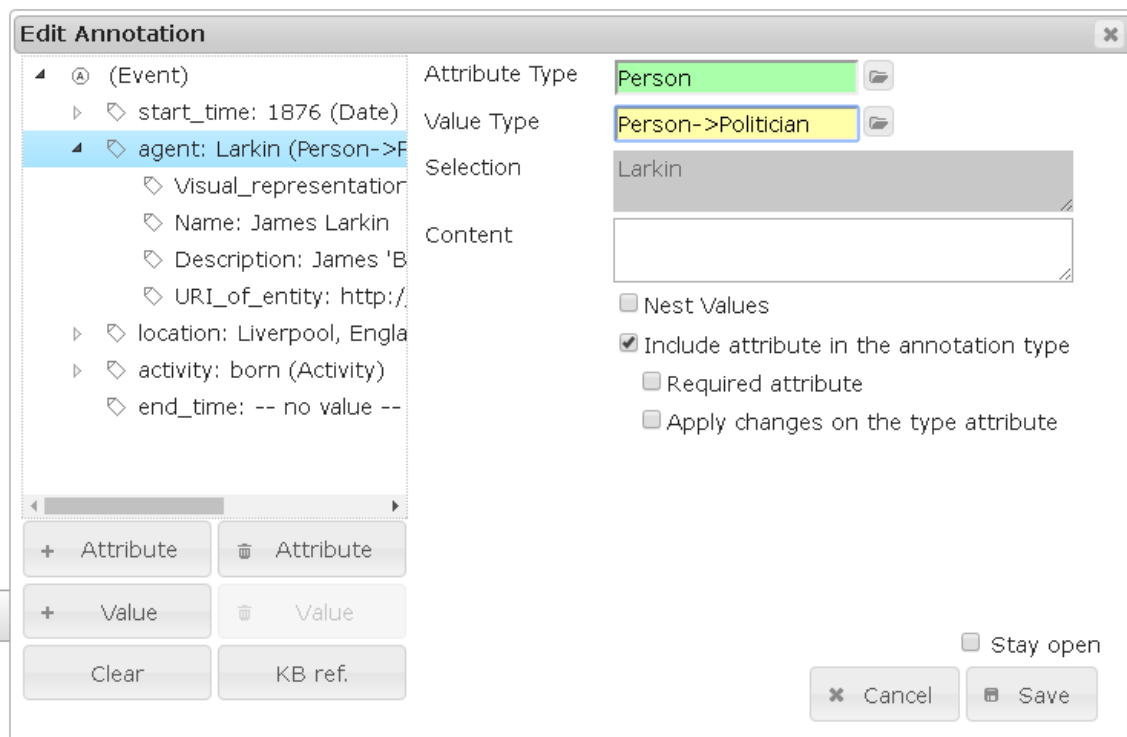 Edit Annotation
(Event)
start_time: 1876 (Date)
agent: Larkin (Person->P
Visual_representation
Name: James Larkin
Description: James 'B
URI_of_entity: http:/
location: Liverpool, Engla
activity: born (Activity)
end_time: -- no value --
+ Attribute
Attribute
+ Value
Value
Clear
KB ref.
Attribute Type
Person
Value Type
Person->Politician
Selection
Larkin
Content
Nest Values
Include attribute in the annotation type
Required attribute
Apply changes on the type attribute
Stay open
Cancel
Save